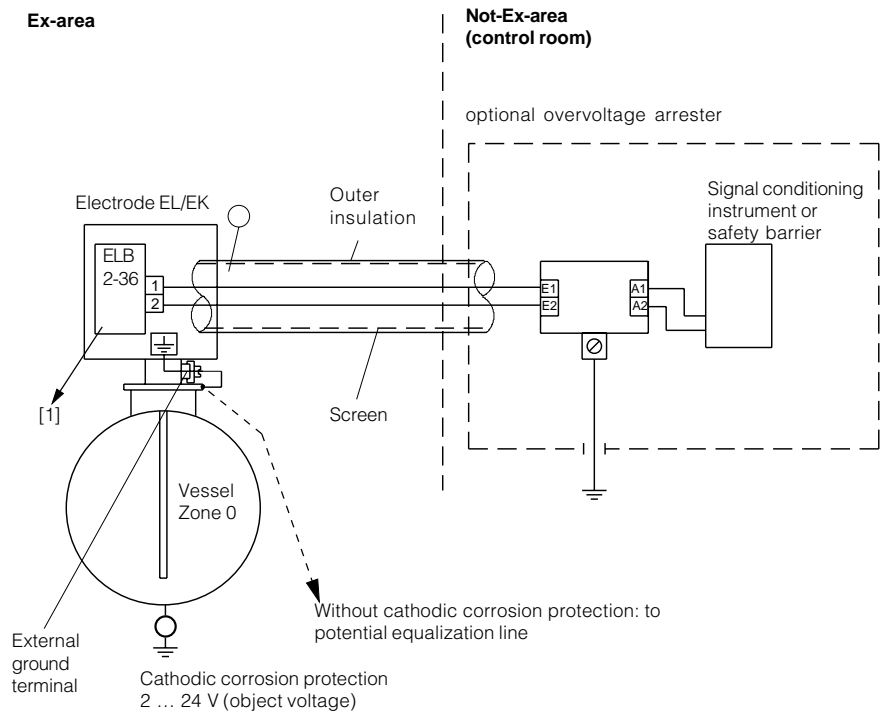 Ex-area
Not-Ex-area
(control room)
optional overvoltage arrester
Electrode EL/EK
Outer
insulation
Signal conditioning
instrument or
safety barrier
ELB
2-36
1
2
E1
E2
A1
A2
[1]
Screen
Vessel
Zone 0
Without cathodic corrosion protection: to
potential equalization line
External
ground
terminal
Cathodic corrosion protection
2 … 24 V (object voltage)